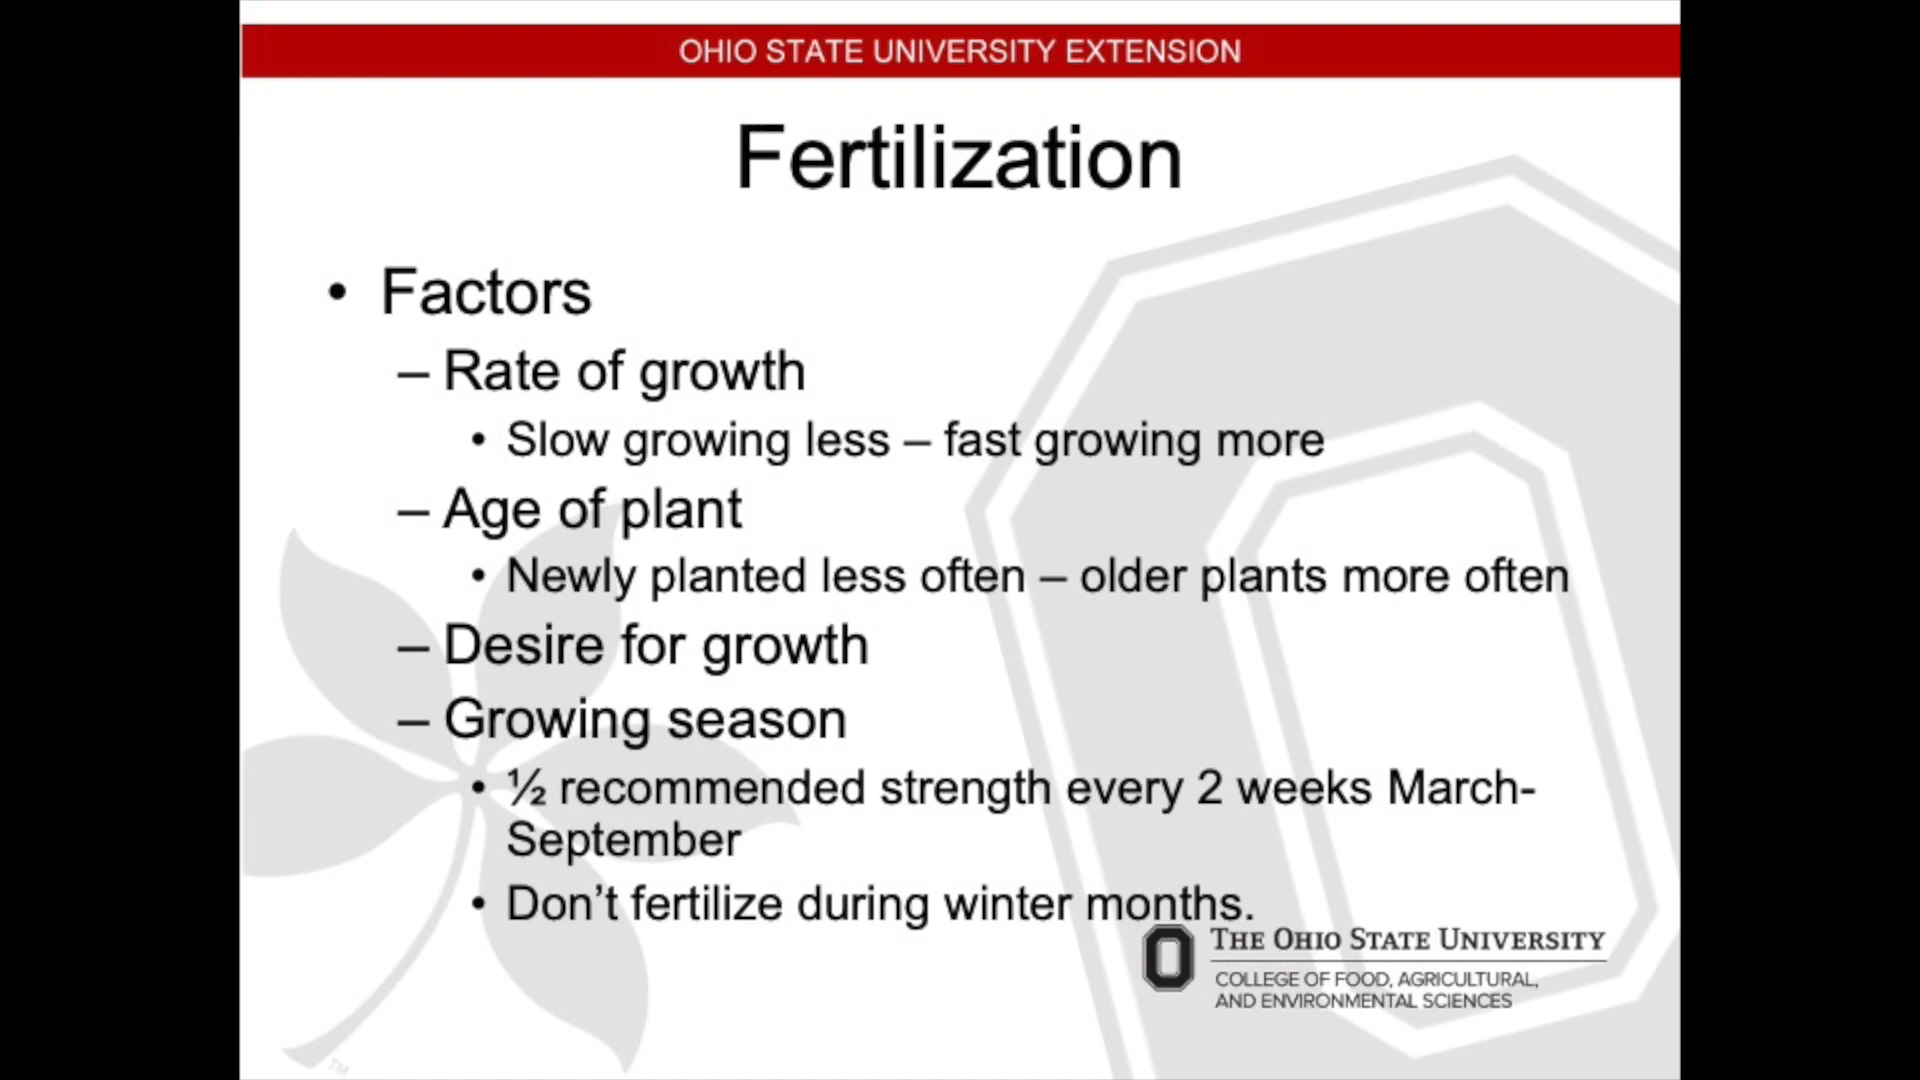 OHIO STATE UNIVERSITY EXTENSION
Fertilization
• Factors
– Rate of growth
• Slow growing less – fast growing more
– Age of plant
• Newly planted less often – older plants more often
– Desire for growth
– Growing season
• ½ recommended strength every 2 weeks March-
September
• Don’t fertilize during winter months.
THE OHIO STATE UNIVERSITY
COLLEGE OF FOOD, AGRICULTURAL,
AND ENVIRONMENTAL SCIENCES
TM